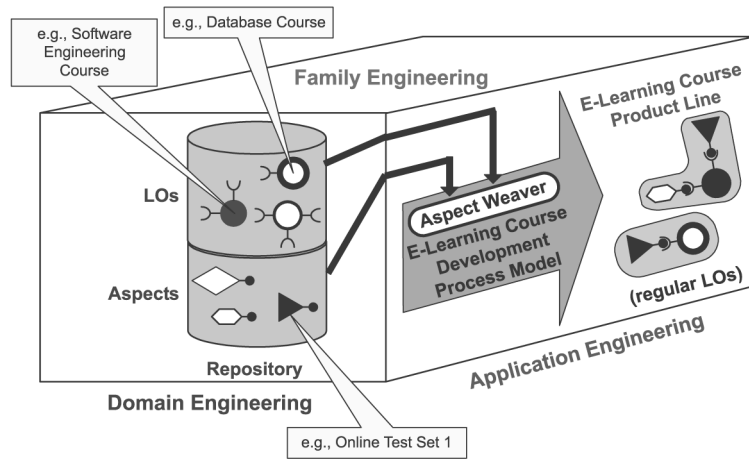 e.g., Database Course
e.g., Software
Engineering
Course
Family Engineering
E-Learning Course
Product Line
LOs
Aspect Weaver
E-Learning Course
Development
Process Model
Aspects
(regular LOs)
Repository
Application Engineering
Domain Engineering
e.g., Online Test Set 1